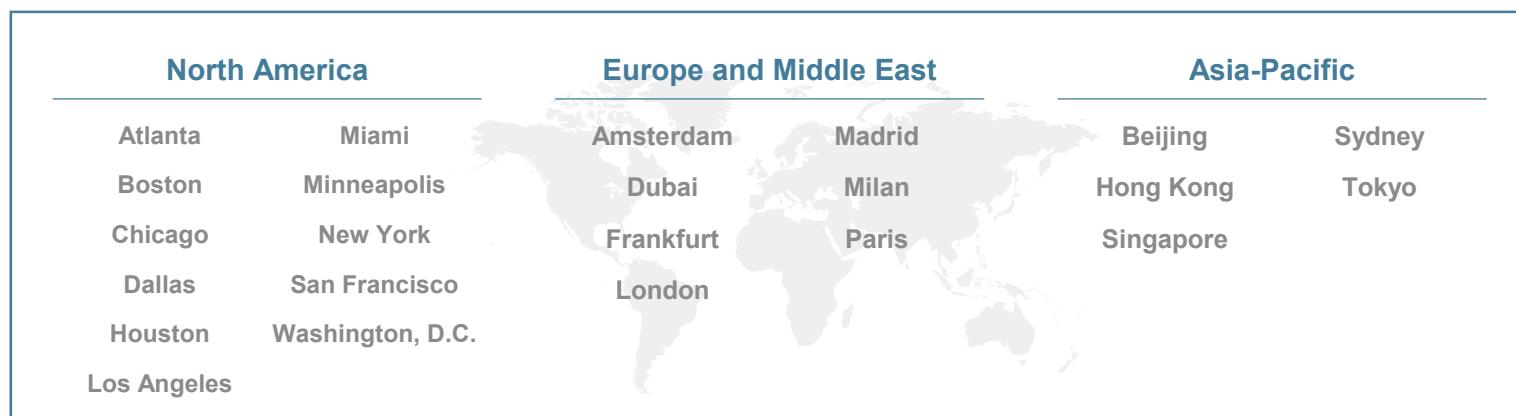 North America
Atlanta
Boston
Chicago
Dallas
Houston
Los Angeles
Miami
Minneapolis
New York
San Francisco
Washington, D.C.
Europe and Middle East
Amsterdam
Dubai
Frankfurt
London
Madrid
Milan
Paris
Asia-Pacific
Beijing
Hong Kong
Singapore
Sydney
Tokyo